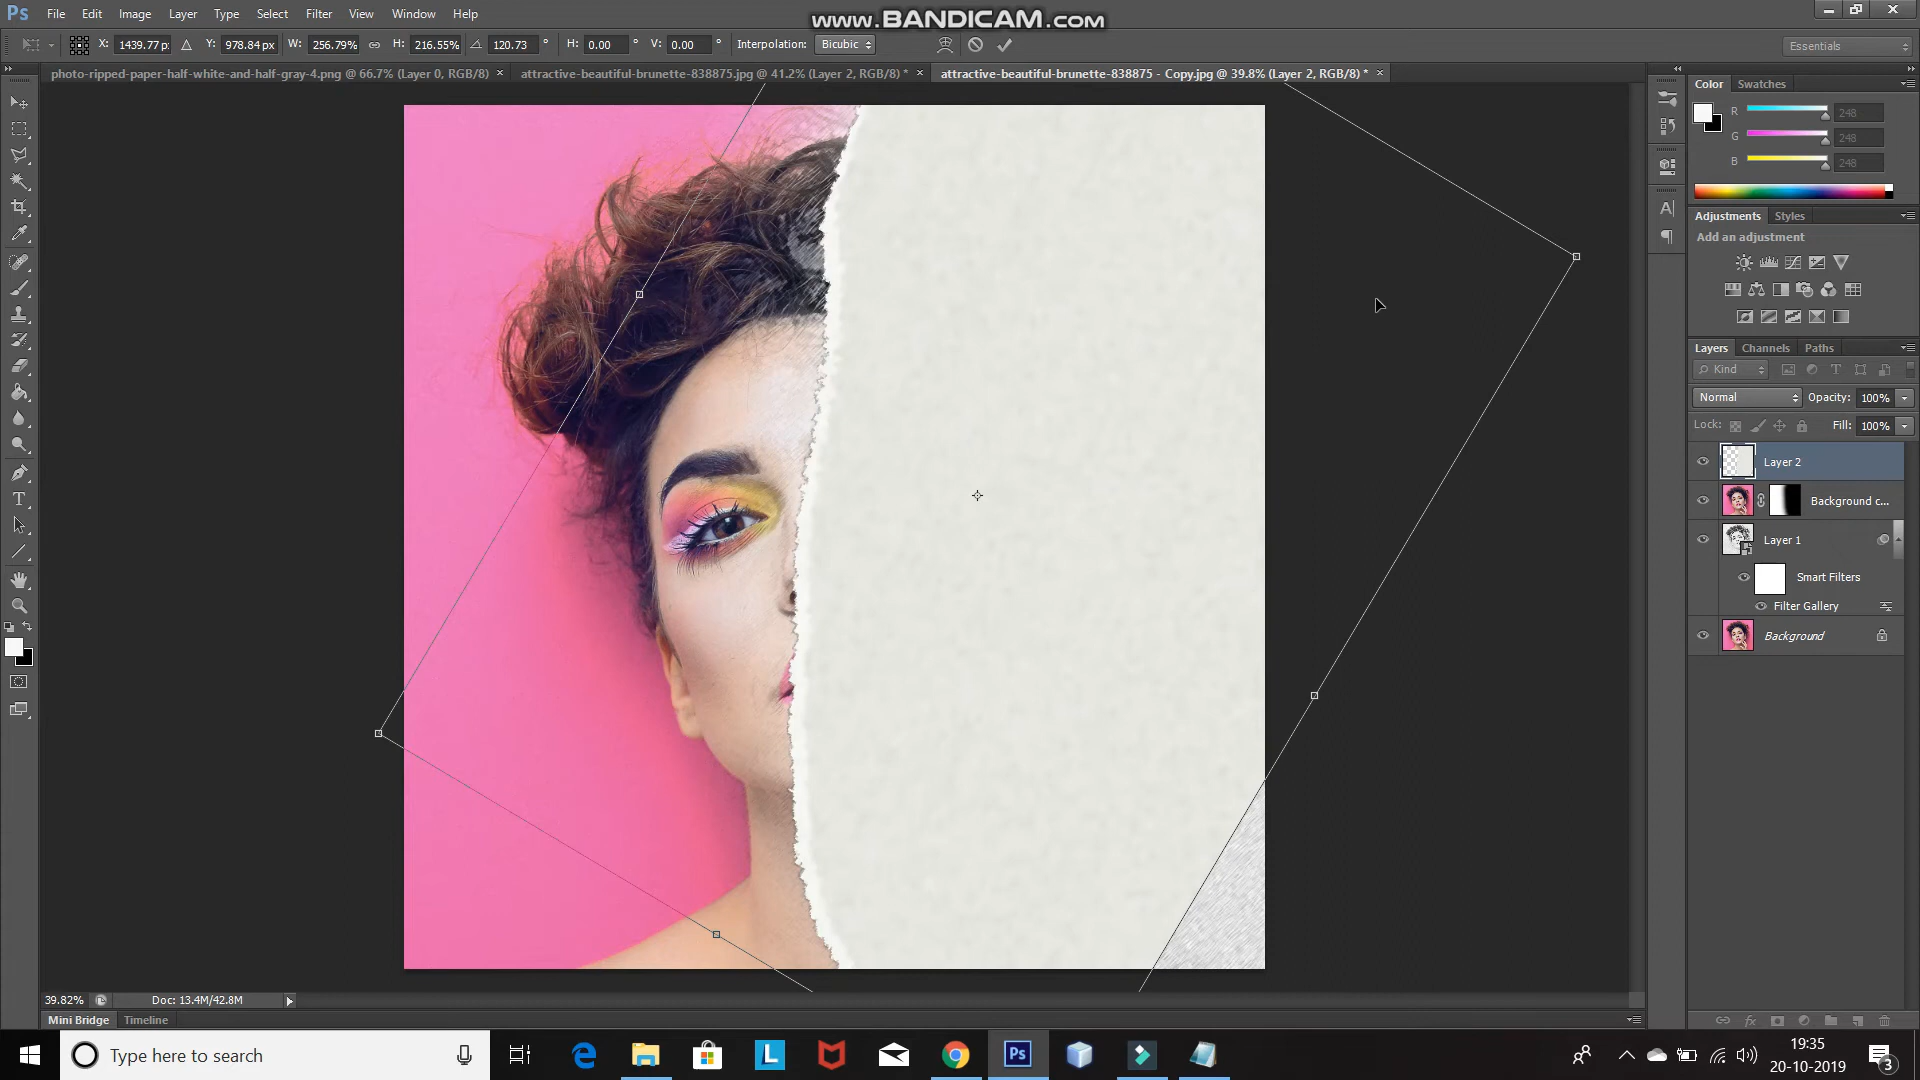 Ps File Edit Image Layer Type Select Filter View Window Help
www.BANDICAM.com
X: 1439.77 p: Y: 978.84 px W: 256.79% H: 216.55% 120.73 ° H: 0.00 ° V: 0.00 ° Interpolation: Bicubic Essentials
photo-ripped-paper-half-white-and-half-gray-4.png @ 66.7% (Layer 0, RGB/8) × attractive-beautiful-brunette-838875.jpg @ 41.2% (Layer 2, RGB/8) * × attractive-beautiful-brunette-838875 - Copy.jpg @ 39.8% (Layer 2, RGB/8) * ×
Color Swatches
R 248
G 248
B 248
Adjustments Styles
Add an adjustment
Layers Channels Paths
Kind
Normal Opacity: 100%
Lock: Fill: 100%
Layer 2
Background c...
Layer 1
Smart Filters
Filter Gallery
Background
39.82% Doc: 13.4M/42.8M
Mini Bridge Timeline
Type here to search
19:35
20-10-2019
3